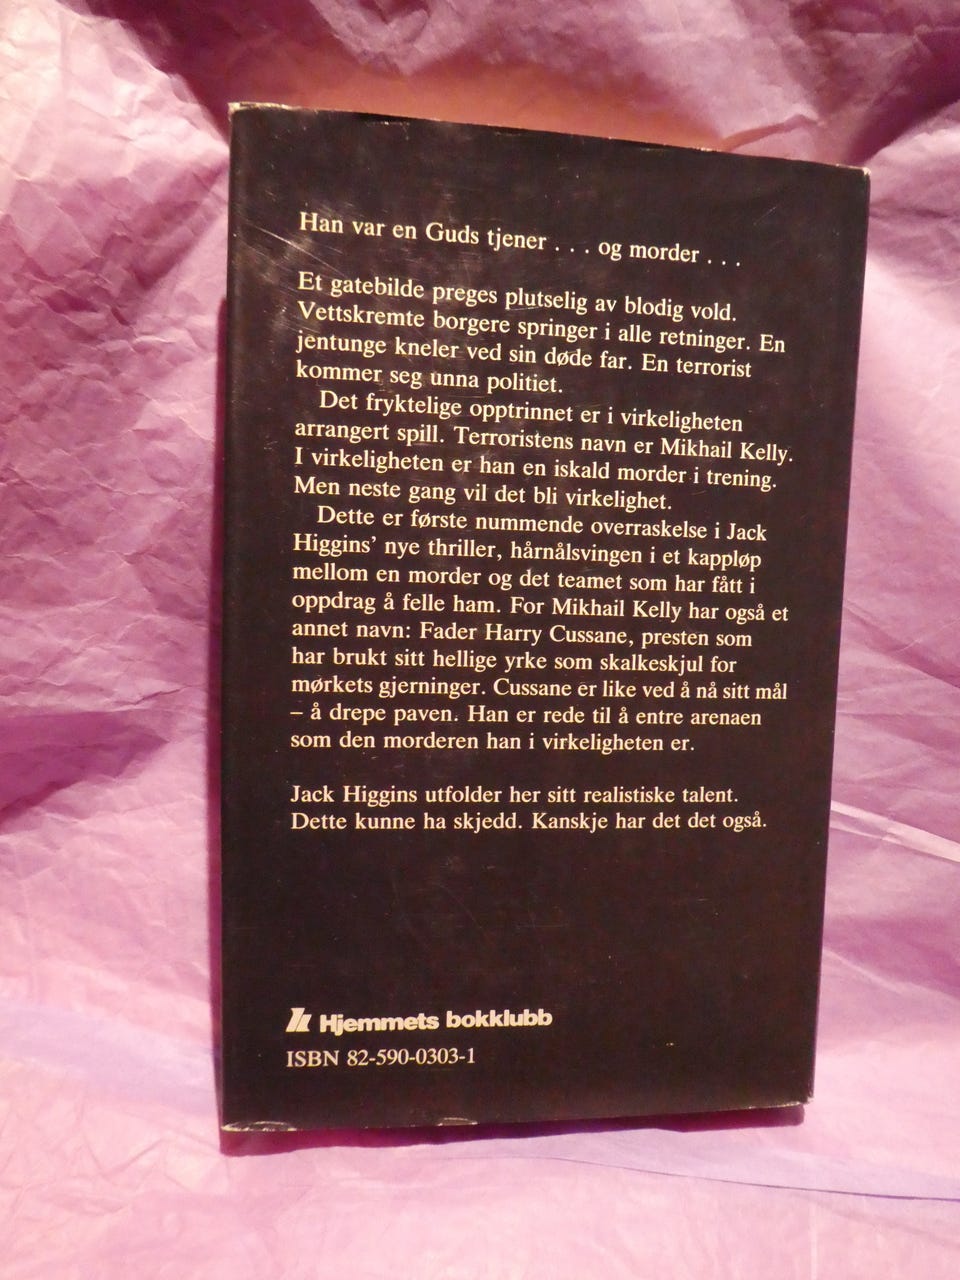 Han var en Guds tjener . . . og morder . . .
Et gatebilde preges plutselig av blodig vold.
Vettskremte borgere springer i alle retninger. En
jentunge kneler ved sin døde far. En terrorist
kommer seg unna politiet.
Det fryktelige opptrinnet er i virkeligheten
arrangert spill. Terroristens navn er Mikhail Kelly.
I virkeligheten er han en iskald morder i trening.
Men neste gang vil det bli virkelighet.
Dette er første nummende overraskelse i Jack
Higgins' nye thriller, hårnålsvingen i et kappløp
mellom en morder og det teamet som har fått i
oppdrag å felle ham. For Mikhail Kelly har også et
annet navn: Fader Harry Cussane, presten som
har brukt sitt hellige yrke som skalkeskjul for
mørkets gjerninger. Cussane er like ved å nå sitt mål
– å drepe paven. Han er rede til å entre arenaen
som den morderen han i virkeligheten er.
Jack Higgins utfolder her sitt realistiske talent.
Dette kunne ha skjedd. Kanskje har det det også.
Hjemmets bokklubb
ISBN 82-590-0303-1